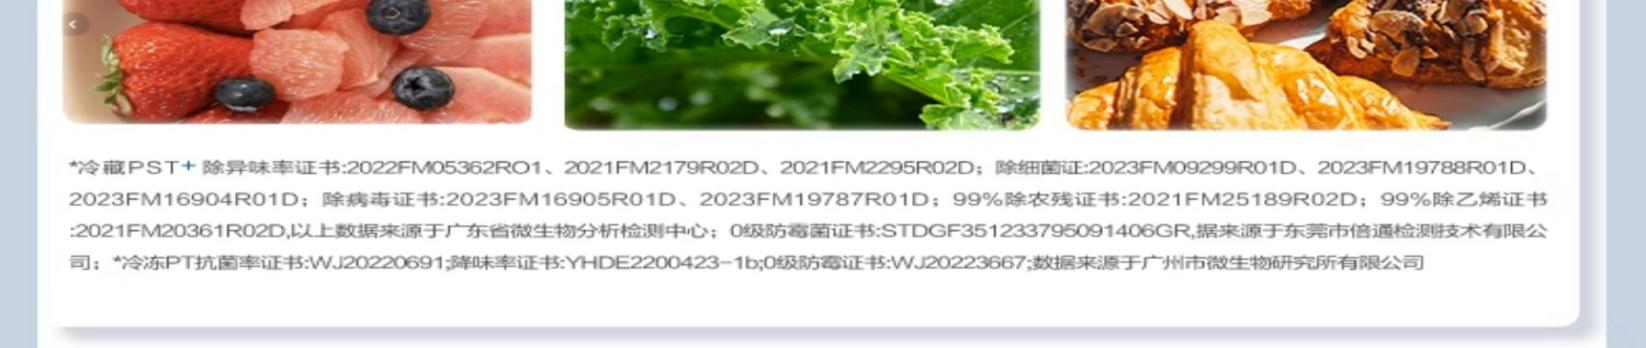 *冷藏PST+ 除异味率证书:2022FM05362RO1、2021FM2179R02D、2021FM2295R02D；除细菌证:2023FM09299R01D、2023FM19788R01D、
2023FM16904R01D；除病毒证书:2023FM16905R01D、2023FM19787R01D；99%除农残证书:2021FM25189R02D；99%除乙烯证书
:2021FM20361R02D,以上数据来源于广东省微生物分析检测中心；0级防霉菌证书:STDGF351233795091406GR,据来源于东莞市倍通检测技术有限公
司；*冷冻PT抗菌率证书:WJ20220691;降味率证书:YHDE2200423-1b;0级防霉证书:WJ20223667;数据来源于广州市微生物研究所有限公司